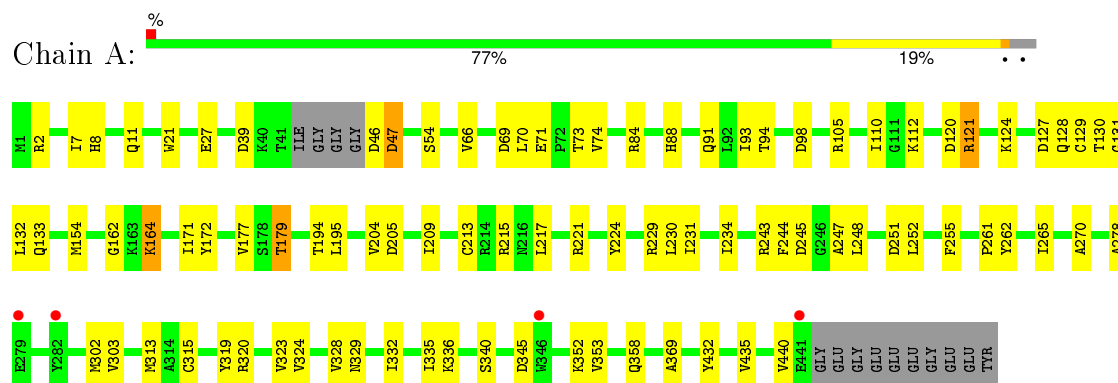 %
Chain A:
77% 19% • •
M1 R2 I7 H8 Q11 W21 E27 D39 K40 T41 ILE GLY GLY GLY D46 D47 S54 V66 D69 L70 E71 P72 T73 V74 R84 H88 Q91 L92 I93 T94 D98 R105 I110 G111 K112 D120 R121 K124 D127 Q128 C129 T130
L132 Q133 M154 G162 K163 K164 I171 Y172 V177 S178 T179 T194 L195 V204 D205 I209 C213 R214 R215 N216 L217 R221 Y224 R229 L230 I231 I234 R243 F244 D245 G246 A247 L248 D251 L252 F255 P261 Y262 I265 A270 A278
E279 Y282 M302 V303 M313 A314 C315 Y319 R320 V323 V324 V328 N329 I332 I335 K336 S340 D345 W346 K352 V353 Q358 A369 Y432 V435 V440 E441 GLY GLU GLY GLU GLU GLU GLY GLU GLU TYR